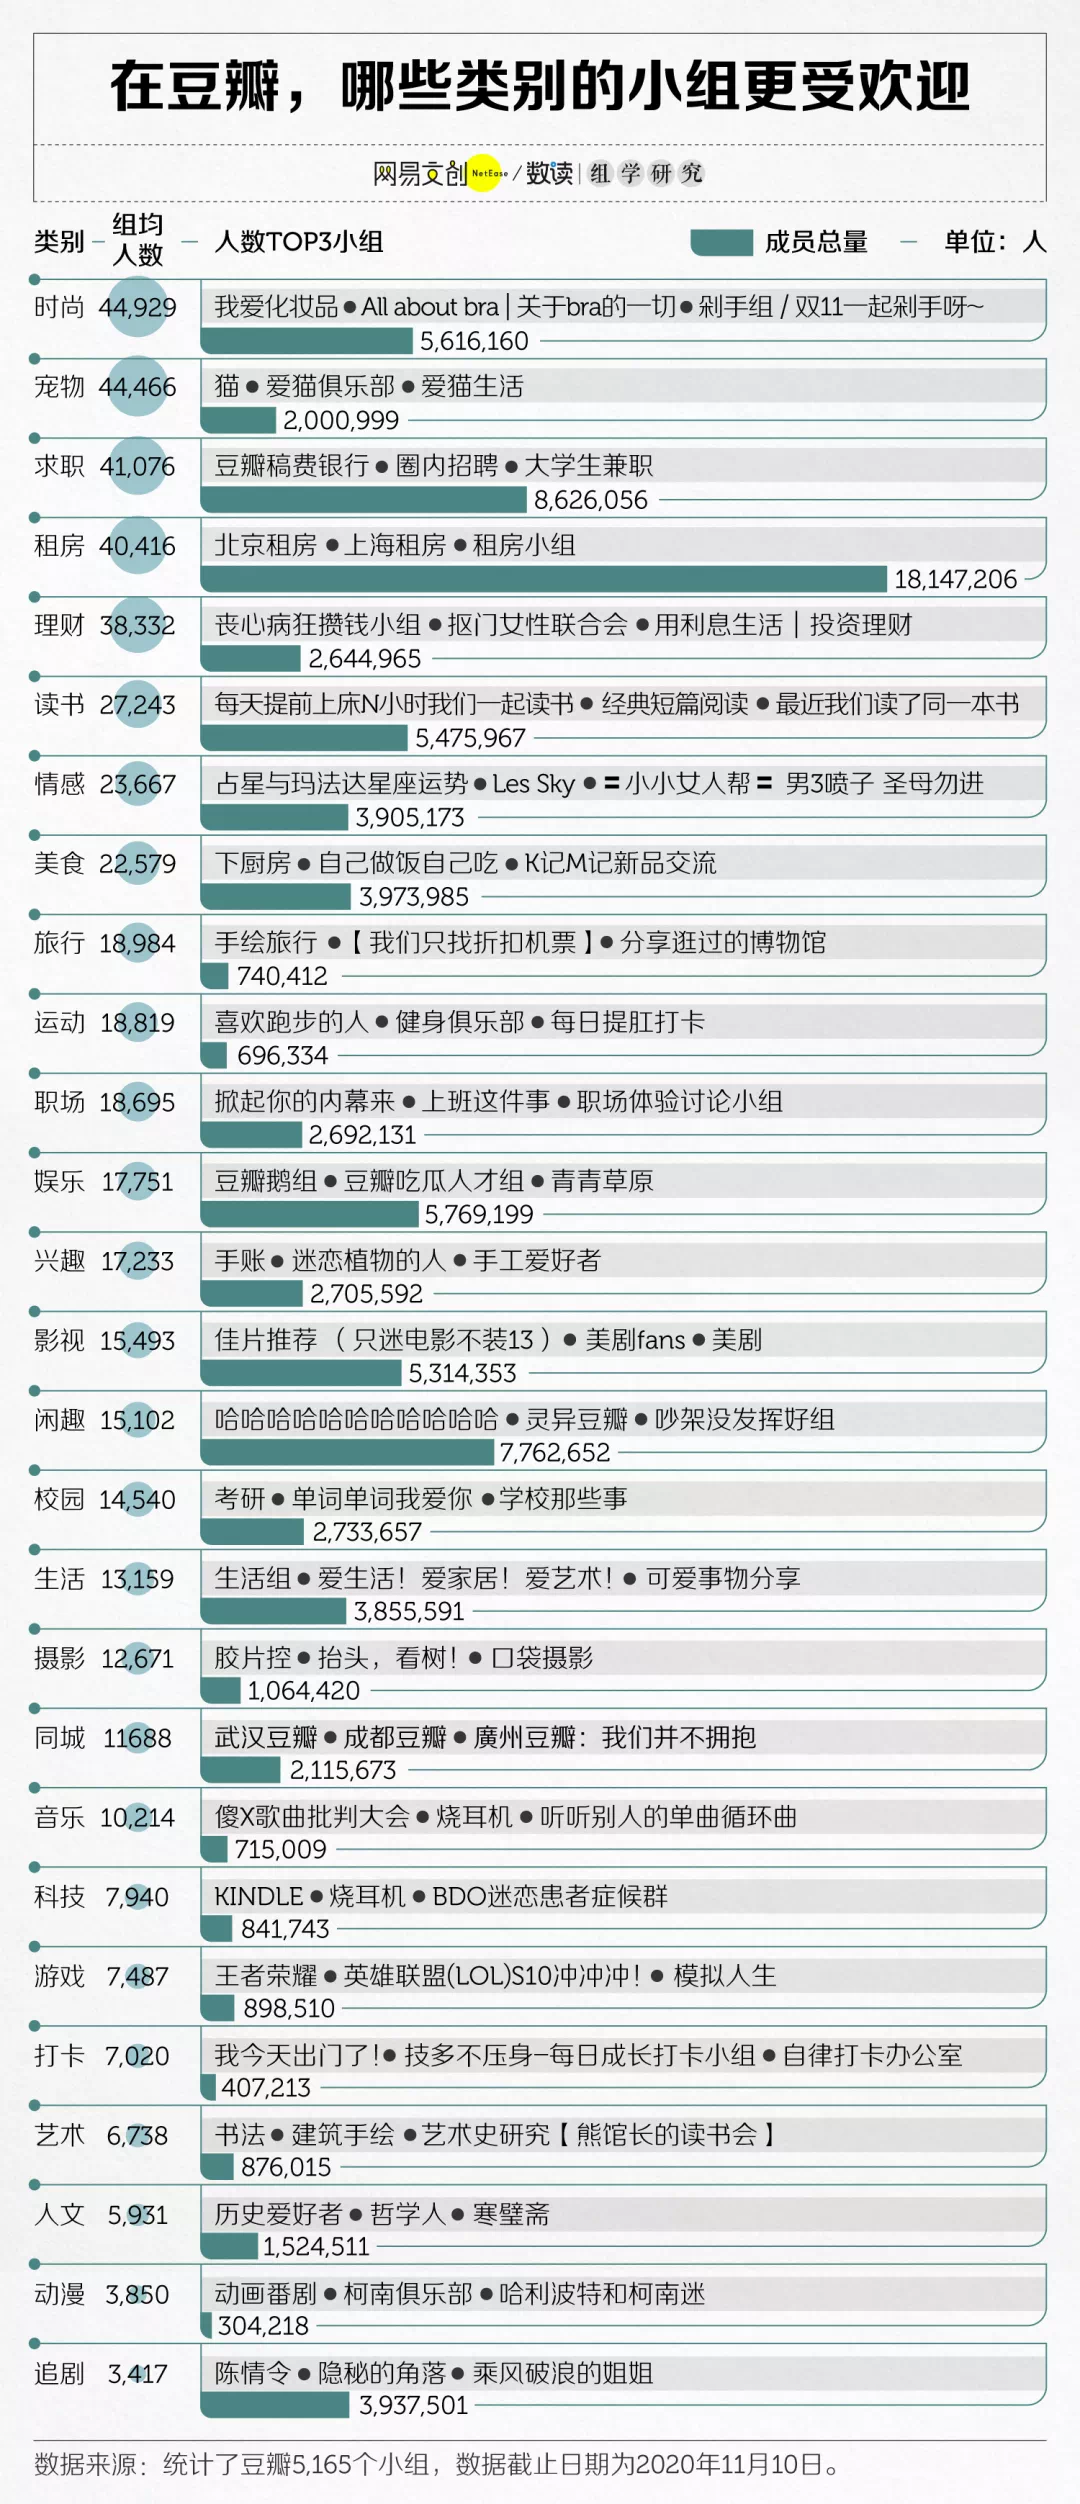 在豆瓣，哪些类别的小组更受欢迎
网易文创 NetEase / 数读 | 组学研究
类别 — 组均人数 — 人数TOP3小组 成员总量 — 单位：人
时尚 44,929 我爱化妆品●All about bra | 关于bra的一切●剁手组 / 双11一起剁手呀~
5,616,160
宠物 44,466 猫●爱猫俱乐部●爱猫生活
2,000,999
求职 41,076 豆瓣稿费银行●圈内招聘●大学生兼职
8,626,056
租房 40,416 北京租房●上海租房●租房小组
18,147,206
理财 38,332 丧心病狂攒钱小组●抠门女性联合会●用利息生活｜投资理财
2,644,965
读书 27,243 每天提前上床N小时我们一起读书●经典短篇阅读●最近我们读了同一本书
5,475,967
情感 23,667 占星与玛法达星座运势●Les Sky●〓小小女人帮〓 男3喷子 圣母勿进
3,905,173
美食 22,579 下厨房●自己做饭自己吃●K记M记新品交流
3,973,985
旅行 18,984 手绘旅行●【我们只找折扣机票】●分享逛过的博物馆
740,412
运动 18,819 喜欢跑步的人●健身俱乐部●每日提肛打卡
696,334
职场 18,695 掀起你的内幕来●上班这件事●职场体验讨论小组
2,692,131
娱乐 17,751 豆瓣鹅组●豆瓣吃瓜人才组●青青草原
5,769,199
兴趣 17,233 手账●迷恋植物的人●手工爱好者
2,705,592
影视 15,493 佳片推荐（只迷电影不装13）●美剧fans●美剧
5,314,353
闲趣 15,102 哈哈哈哈哈哈哈哈哈哈哈●灵异豆瓣●吵架没发挥好组
7,762,652
校园 14,540 考研●单词单词我爱你●学校那些事
2,733,657
生活 13,159 生活组●爱生活！爱家居！爱艺术！●可爱事物分享
3,855,591
摄影 12,671 胶片控●抬头，看树！●口袋摄影
1,064,420
同城 11688 武汉豆瓣●成都豆瓣●廣州豆瓣：我们并不拥抱
2,115,673
音乐 10,214 傻X歌曲批判大会●烧耳机●听听别人的单曲循环曲
715,009
科技 7,940 KINDLE●烧耳机●BDO迷恋患者症候群
841,743
游戏 7,487 王者荣耀●英雄联盟(LOL)S10冲冲冲！●模拟人生
898,510
打卡 7,020 我今天出门了!●技多不压身–每日成长打卡小组●自律打卡办公室
407,213
艺术 6,738 书法●建筑手绘●艺术史研究【熊馆长的读书会】
876,015
人文 5,931 历史爱好者●哲学人●寒璧斋
1,524,511
动漫 3,850 动画番剧●柯南俱乐部●哈利波特和柯南迷
304,218
追剧 3,417 陈情令●隐秘的角落●乘风破浪的姐姐
3,937,501
数据来源：统计了豆瓣5,165个小组，数据截止日期为2020年11月10日。